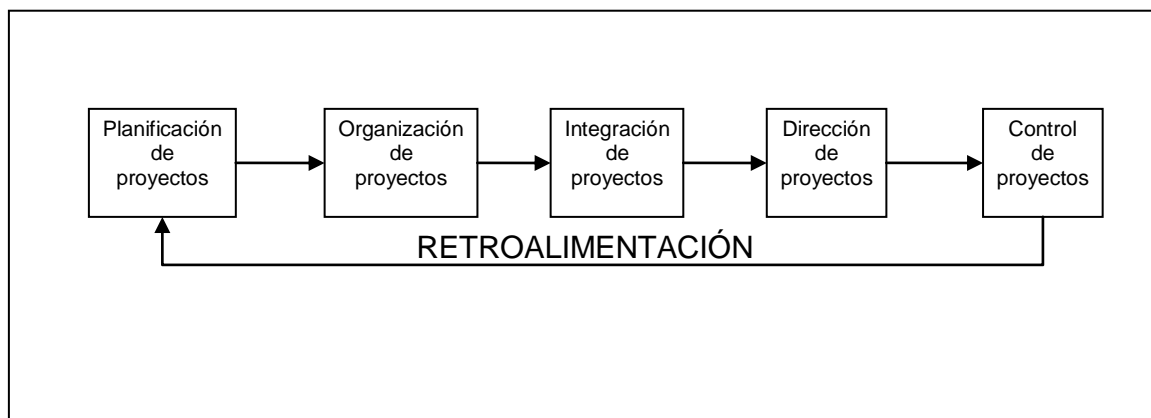 Planificación
de
proyectos
Organización
de
proyectos
Integración
de
proyectos
Dirección
de
proyectos
Control
de
proyectos
RETROALIMENTACIÓN